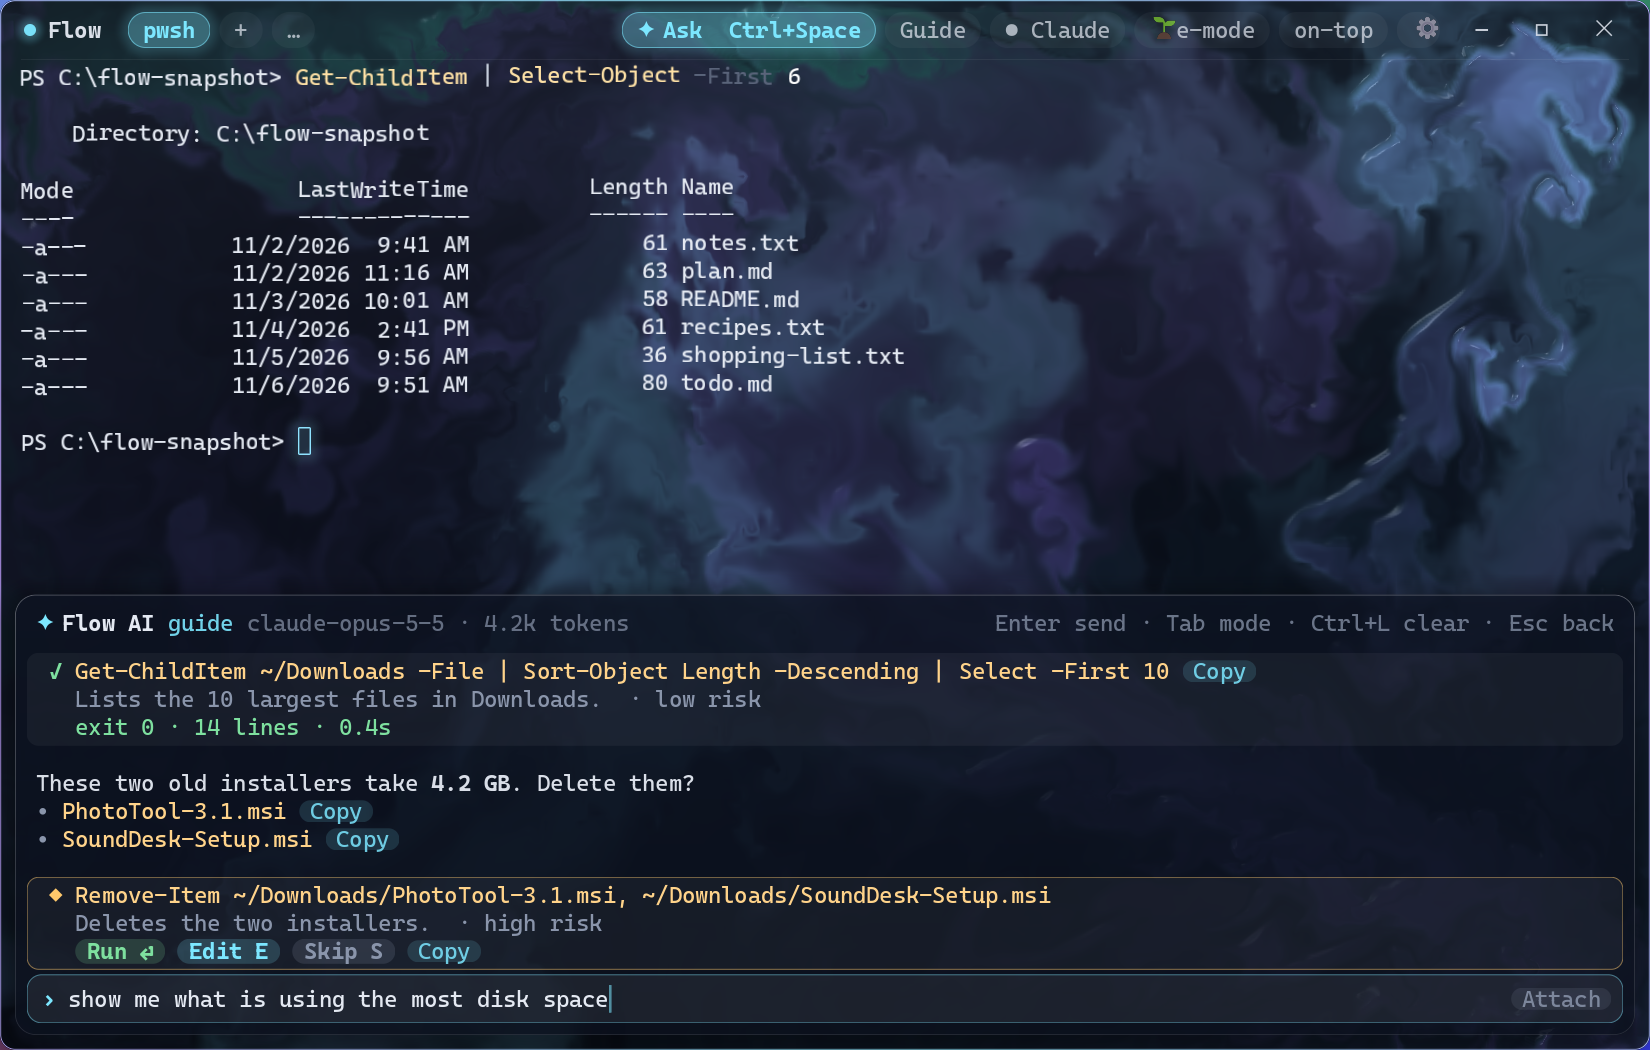 Flow pwsh + … ✦ Ask Ctrl+Space Guide ● Claude e-mode on-top
PS C:\flow-snapshot> Get-ChildItem | Select-Object -First 6
Directory: C:\flow-snapshot
Mode LastWriteTime Length Name
---- ------------- ------ ----
-a--- 11/2/2026 9:41 AM 61 notes.txt
-a--- 11/2/2026 11:16 AM 63 plan.md
-a--- 11/3/2026 10:01 AM 58 README.md
-a--- 11/4/2026 2:41 PM 61 recipes.txt
-a--- 11/5/2026 9:56 AM 36 shopping-list.txt
-a--- 11/6/2026 9:51 AM 80 todo.md
PS C:\flow-snapshot>
✦ Flow AI guide claude-opus-5-5 · 4.2k tokens Enter send · Tab mode · Ctrl+L clear · Esc back
√ Get-ChildItem ~/Downloads -File | Sort-Object Length -Descending | Select -First 10 Copy
Lists the 10 largest files in Downloads. · low risk
exit 0 · 14 lines · 0.4s
These two old installers take 4.2 GB. Delete them?
• PhotoTool-3.1.msi Copy
• SoundDesk-Setup.msi Copy
◆ Remove-Item ~/Downloads/PhotoTool-3.1.msi, ~/Downloads/SoundDesk-Setup.msi
Deletes the two installers. · high risk
Run ⏎ Edit E Skip S Copy
› show me what is using the most disk space Attach